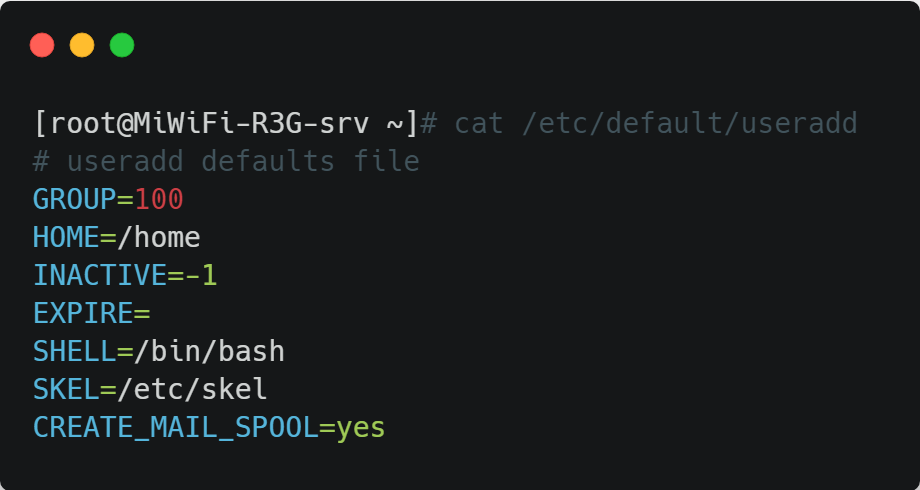 [root@MiWiFi-R3G-srv ~]# cat /etc/default/useradd
# useradd defaults file
GROUP=100
HOME=/home
INACTIVE=-1
EXPIRE=
SHELL=/bin/bash
SKEL=/etc/skel
CREATE_MAIL_SPOOL=yes